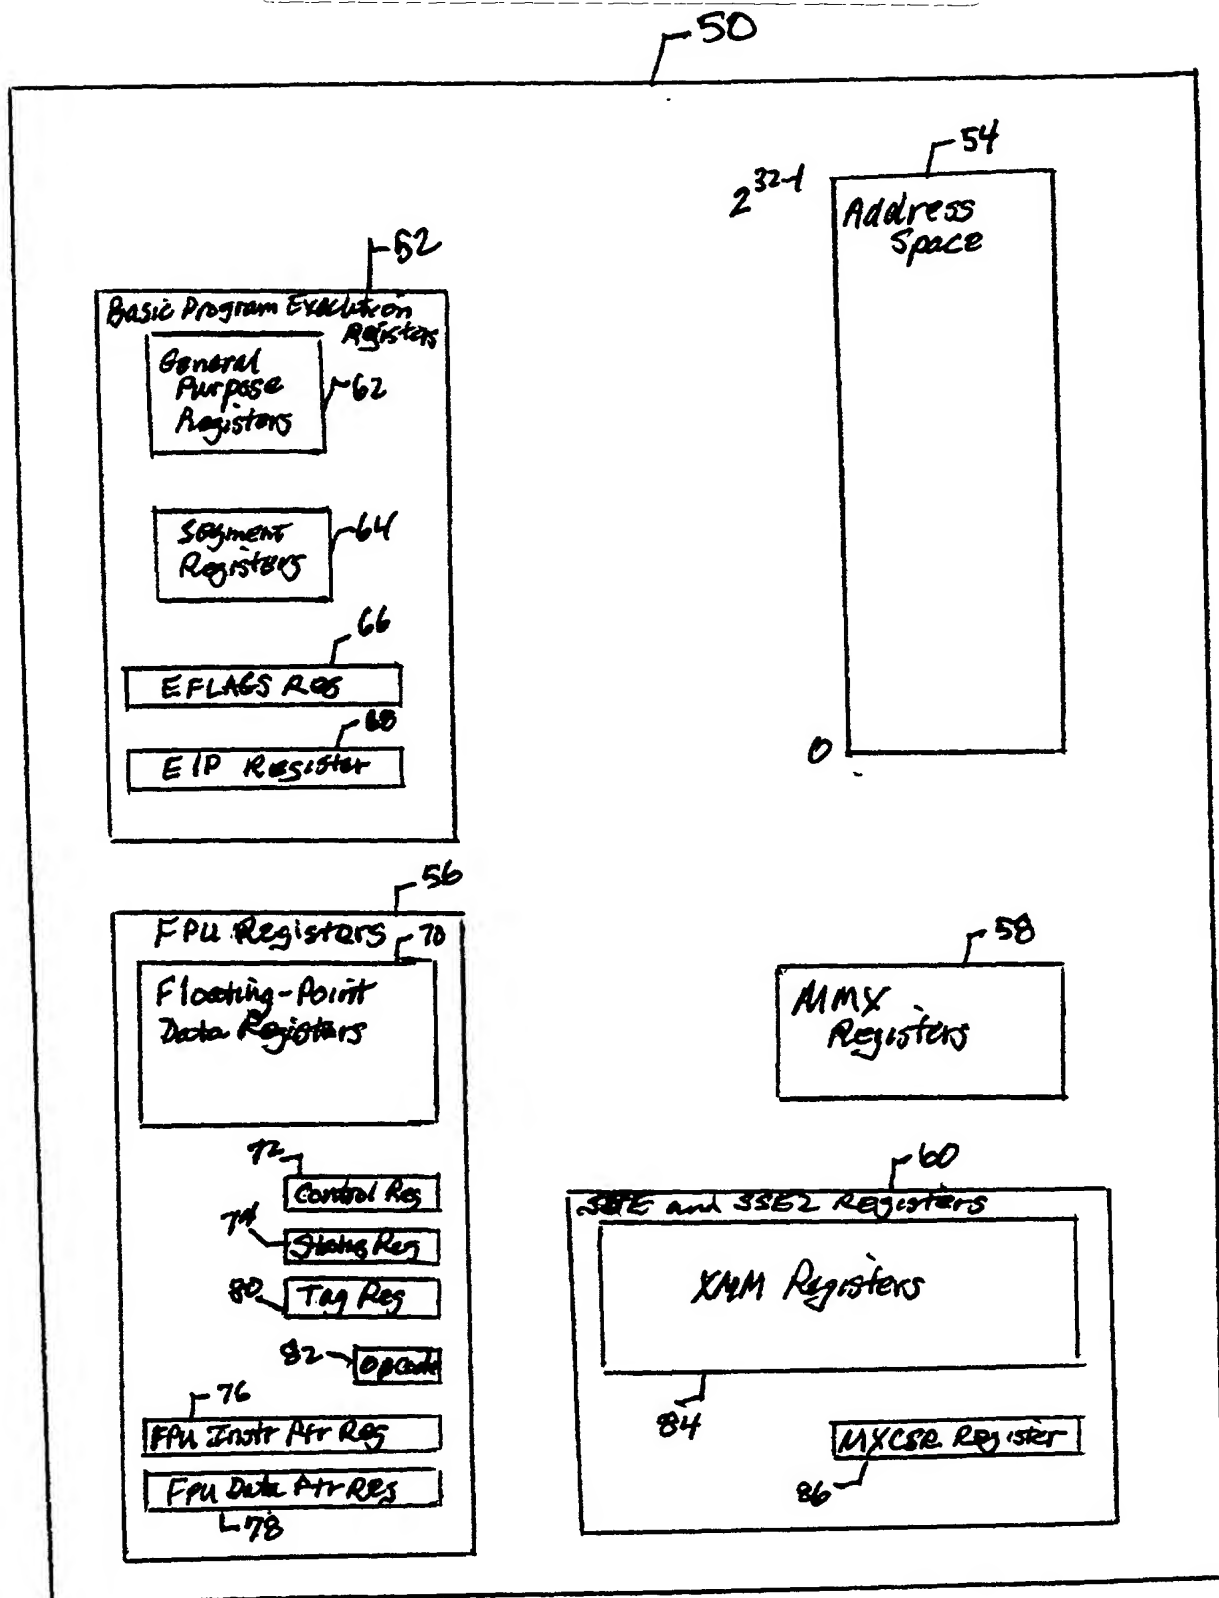 50
54
2^32-1
Address
Space
0
52
Basic Program Execution
Registers
General
Purpose
Registers
62
Segment
Registers
64
66
EFLAGS Reg
68
EIP Register
56
FPU Registers
70
Floating-Point
Data Registers
72
Control Reg
74
Status Reg
80
Tag Reg
82
Opcode
76
FPU Instr Ptr Reg
FPU Data Ptr Reg
78
58
MMX
Registers
60
SSE and SSE2 Registers
XMM Registers
84
MXCSR Register
86